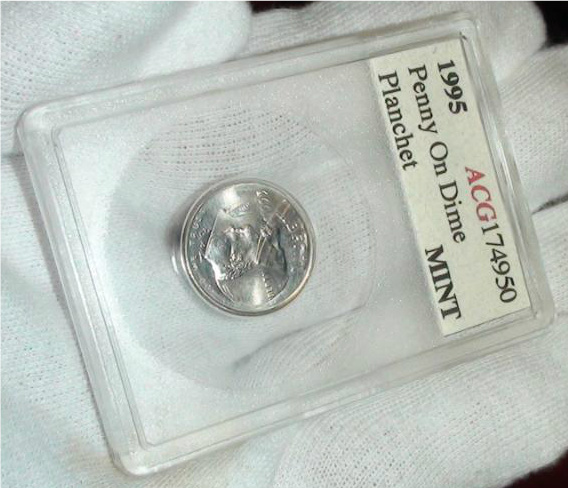 1995 ACG174950
Penny On Dime
Planchet MINT